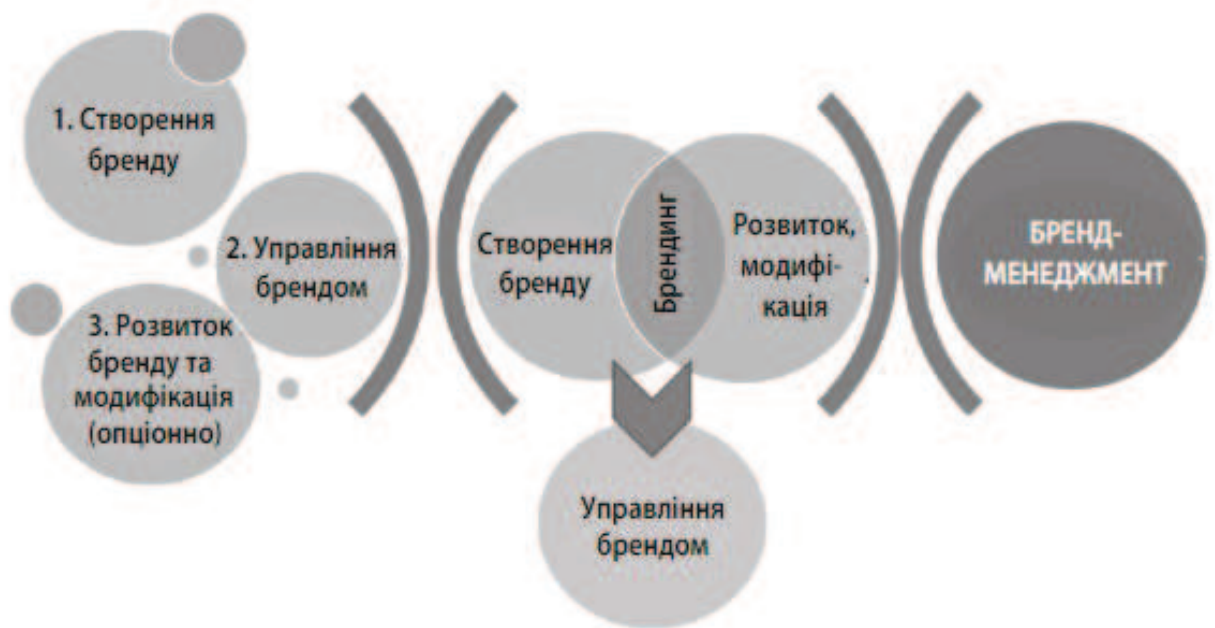 1. Створення
бренду
2. Управління
брендом
3. Розвиток
бренду та
модифікація
(опціонно)
Створення
бренду
Брендинг
Розвиток,
модифі-
кація
Управління
брендом
БРЕНД-
МЕНЕДЖМЕНТ